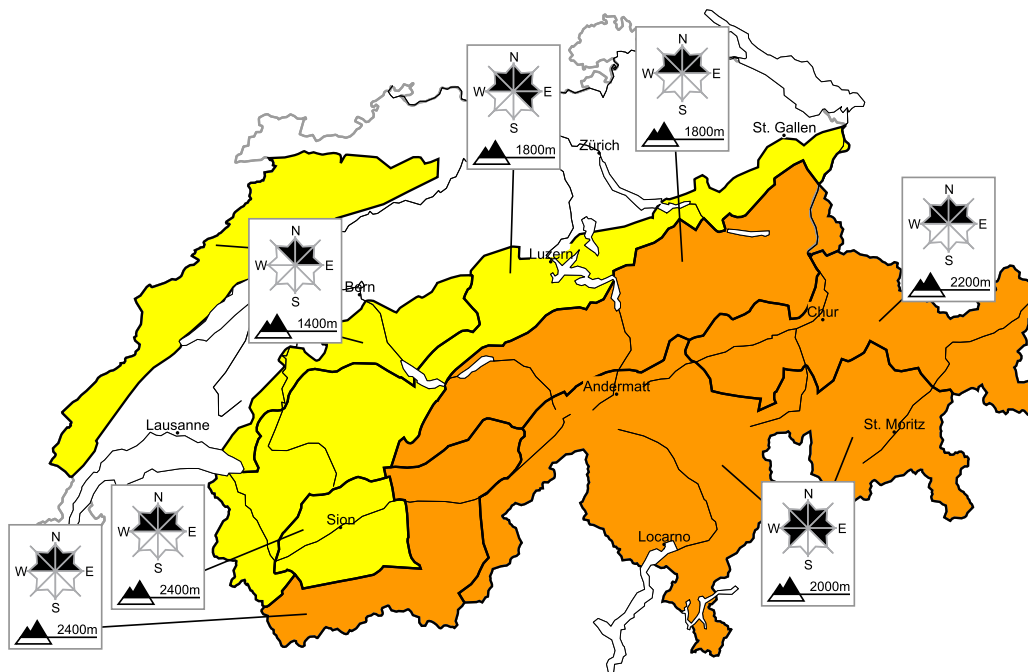 N
W E
S
1800m
N
W E
S
1800m
St. Gallen
Zürich
N
W E
S
2200m
N
W E
S
1400m
Luzern
Bern
Chur
Andermatt
St. Moritz
Lausanne
N
W E
S
2400m
Sion
N
W E
S
2000m
Locarno
N
W E
S
2400m